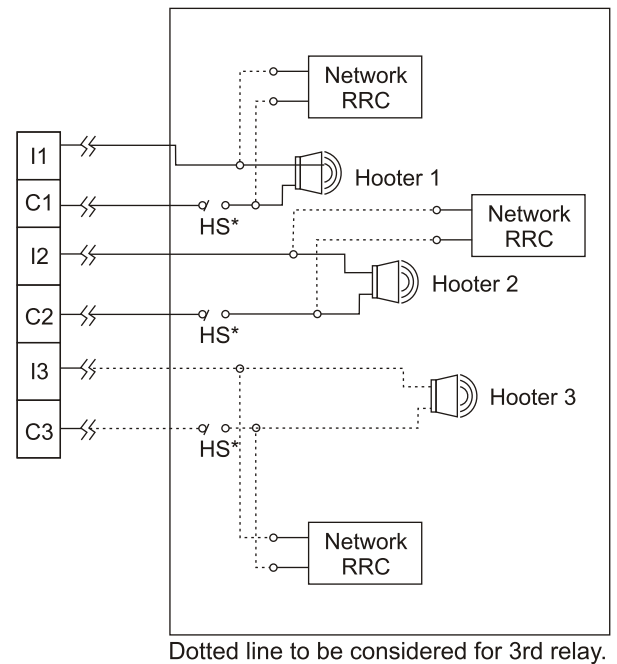 Network
RRC
I1
Hooter 1
C1
HS*
Network
RRC
I2
Hooter 2
C2
HS*
I3
Hooter 3
C3
HS*
Network
RRC
Dotted line to be considered for 3rd relay.